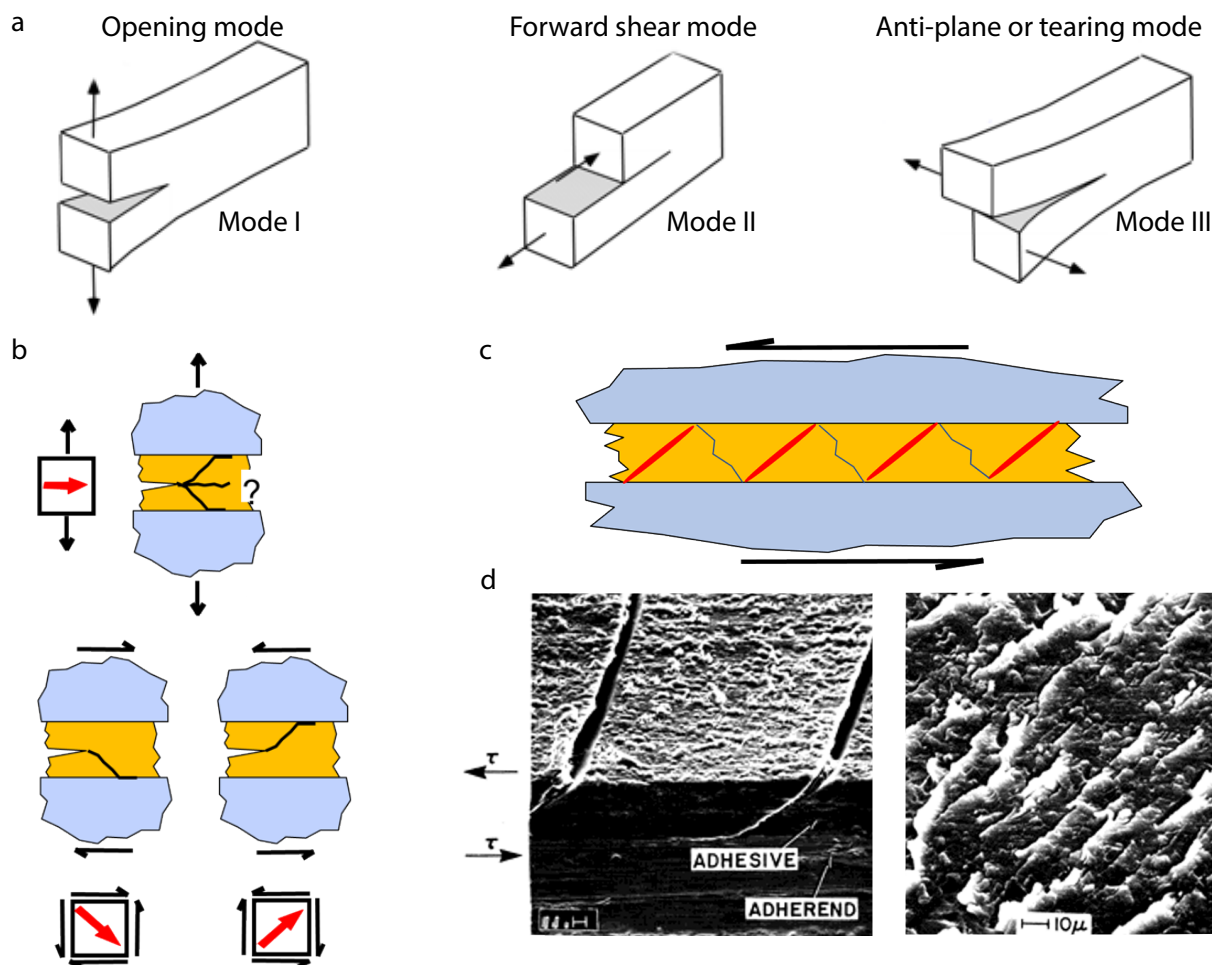 a
Opening mode
Forward shear mode
Anti-plane or tearing mode
Mode I
Mode II
Mode III
b
?
c
d
τ
τ
ADHESIVE
ADHEREND
10μ